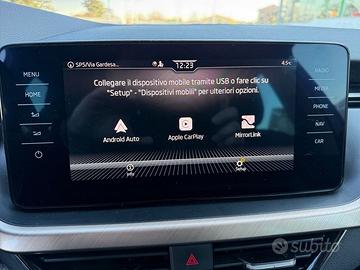 SP5/Via Gardesa...
12:23
4.5°C
Collegare il dispositivo mobile tramite USB o fare clic su
"Setup" - "Dispositivi mobili" per ulteriori opzioni.
MENU
HOME
RADIO
MEDIA
PHONE
NAV
CAR
Android Auto
Apple CarPlay
MirrorLink
Info
Setup
subito